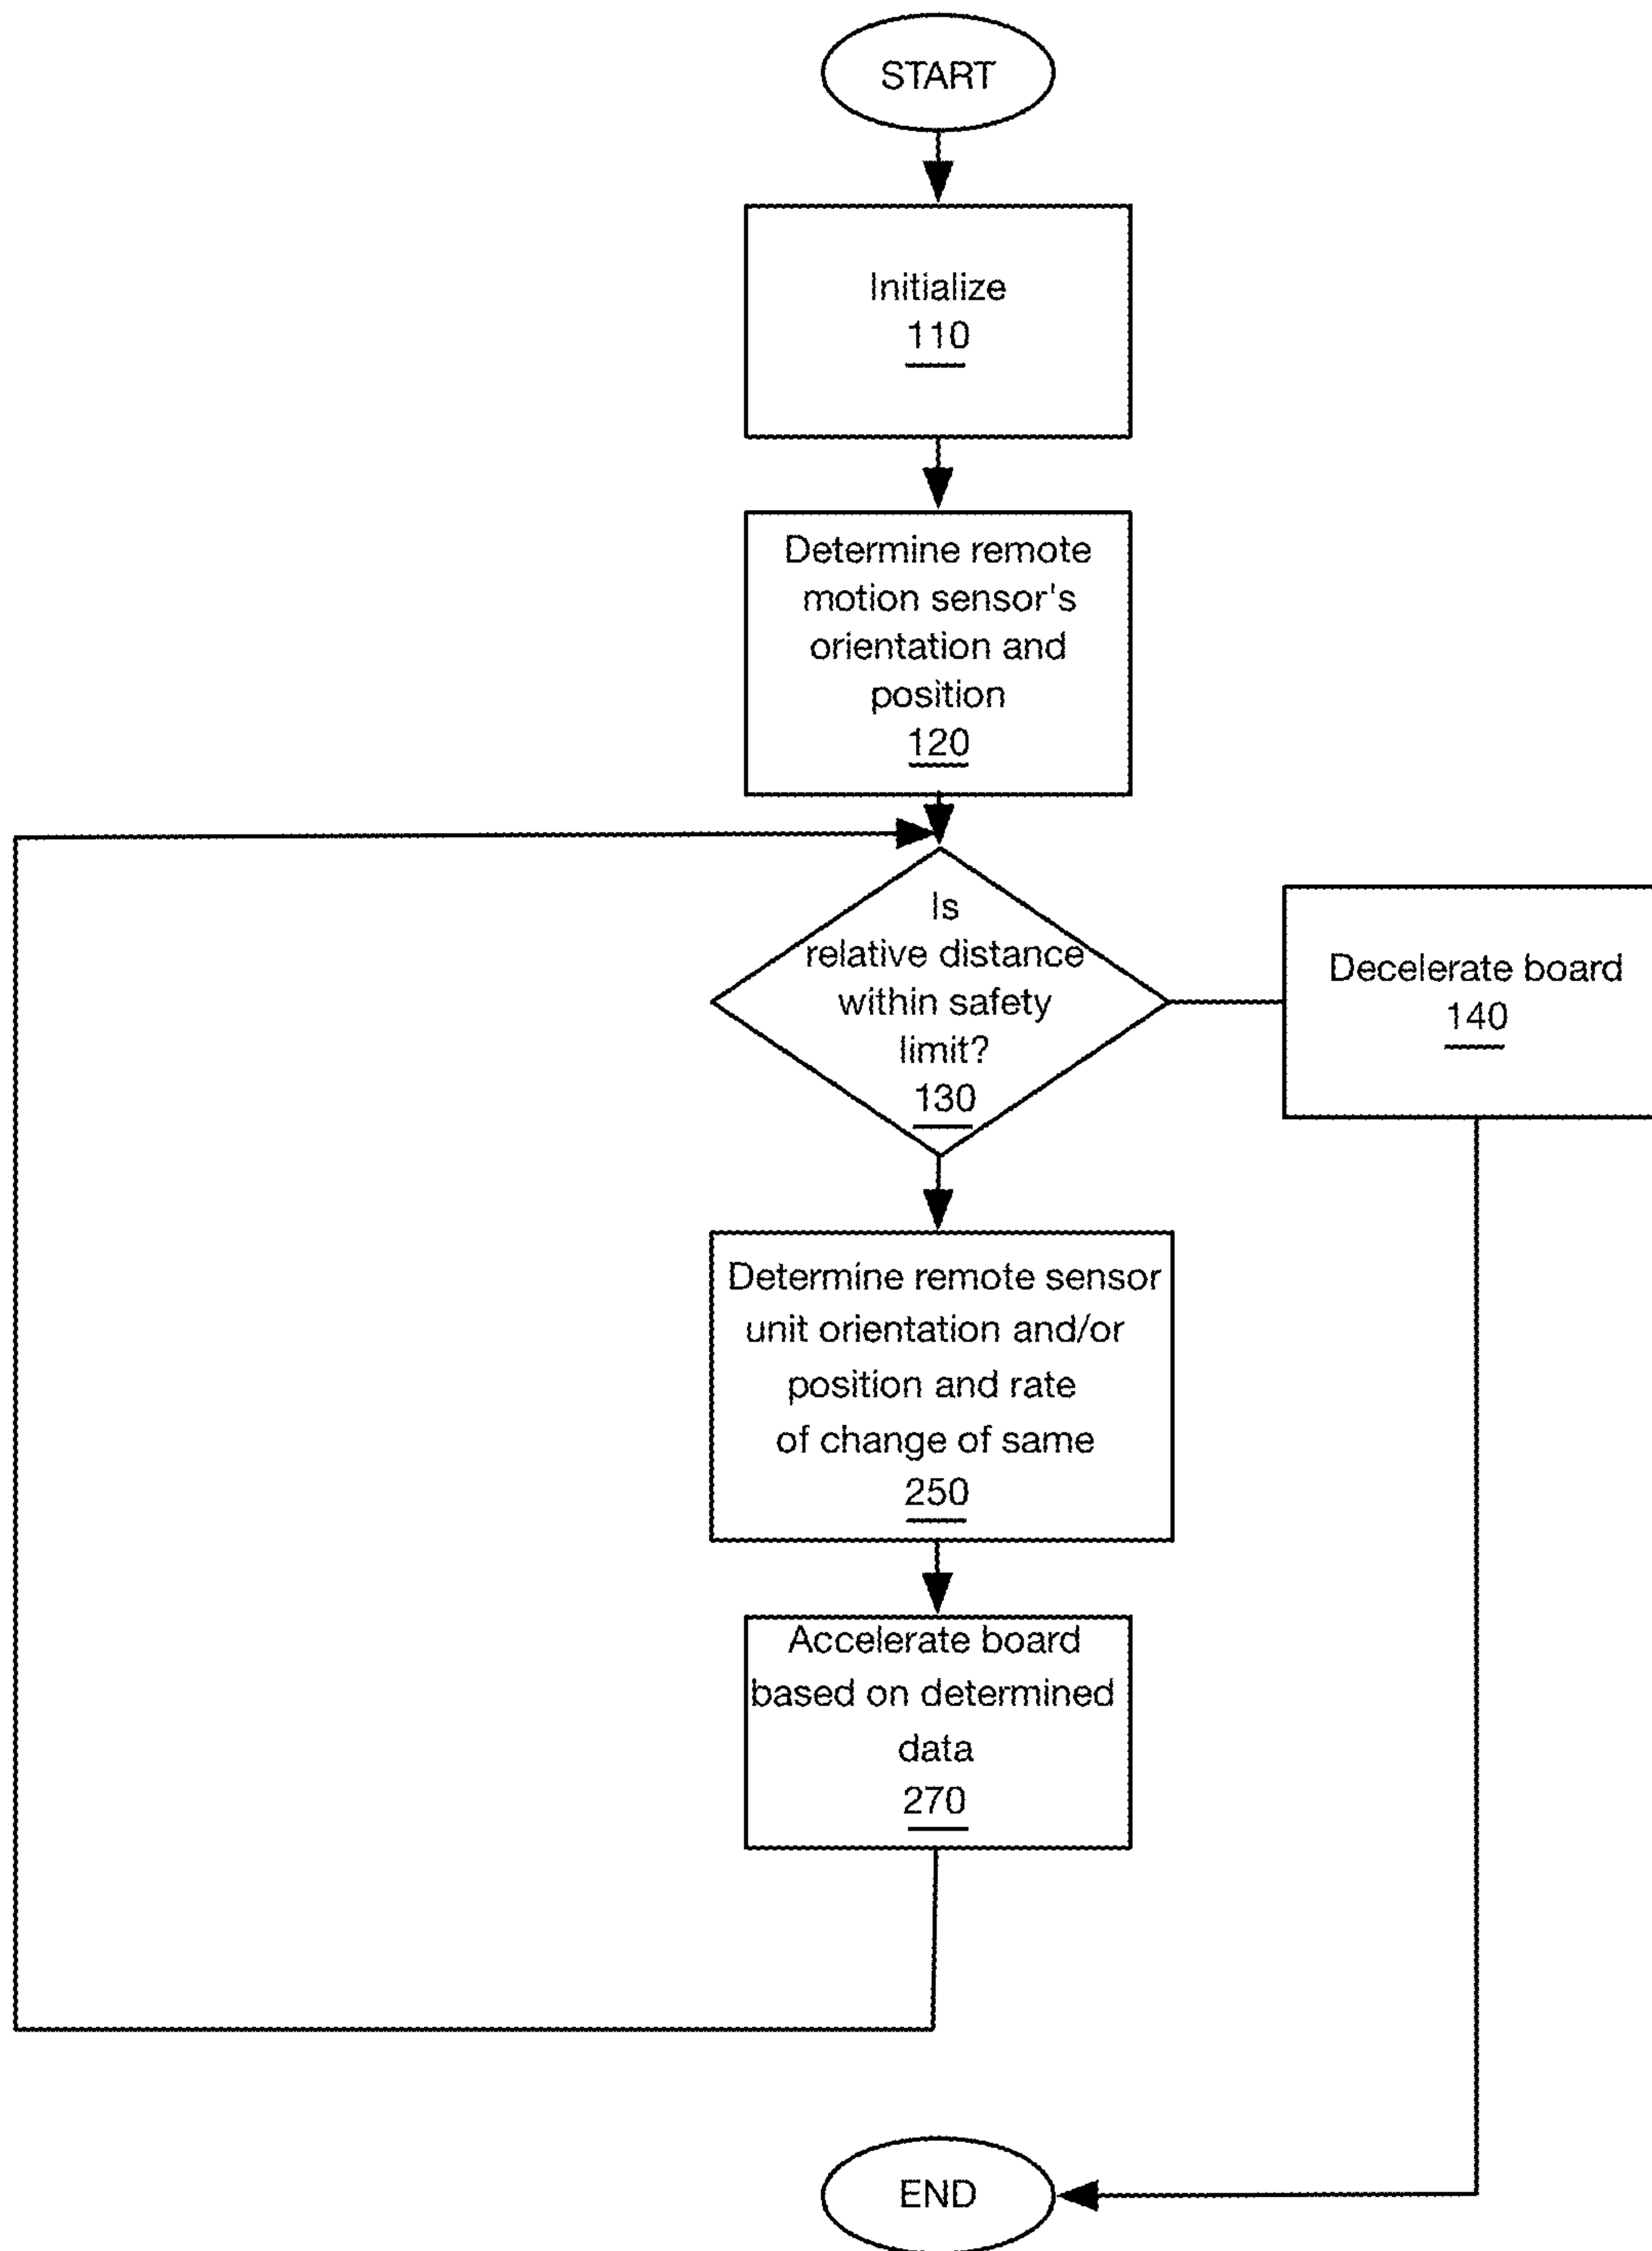 START
Initialize
110
Determine remote
motion sensor's
orientation and
position
120
Is
relative distance
within safety
limit?
130
Decelerate board
140
Determine remote sensor
unit orientation and/or
position and rate
of change of same
250
Accelerate board
based on determined
data
270
END